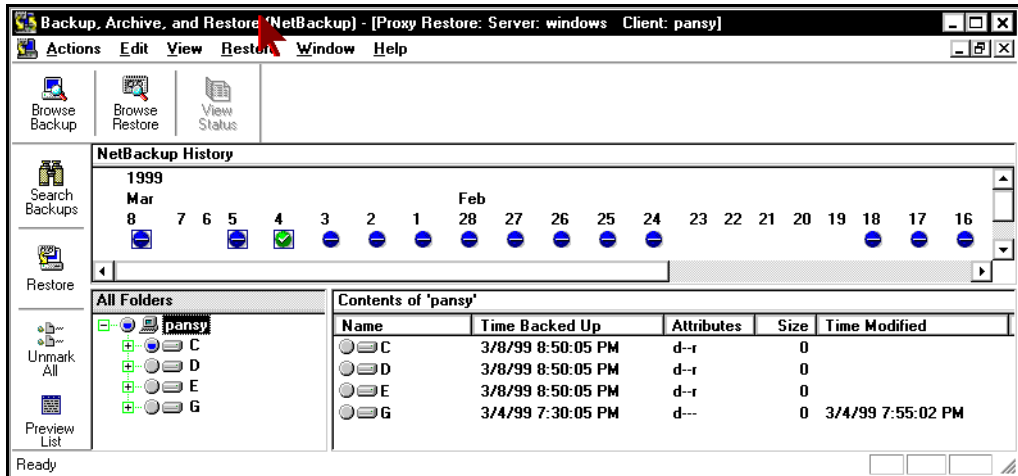 Backup, Archive, and Restore (NetBackup) - [Proxy Restore: Server: windows Client: pansy]
Actions Edit View Restore Window Help
Browse Backup
Browse Restore
View Status
Search Backups
Restore
Unmark All
Preview List
NetBackup History
1999
Mar Feb
8 7 6 5 4 3 2 1 28 27 26 25 24 23 22 21 20 19 18 17 16
All Folders
pansy
C
D
E
G
Contents of 'pansy'
Name Time Backed Up Attributes Size Time Modified
C 3/8/99 8:50:05 PM d--r 0
D 3/8/99 8:50:05 PM d--r 0
E 3/8/99 8:50:05 PM d--r 0
G 3/4/99 7:30:05 PM d--- 0 3/4/99 7:55:02 PM
Ready